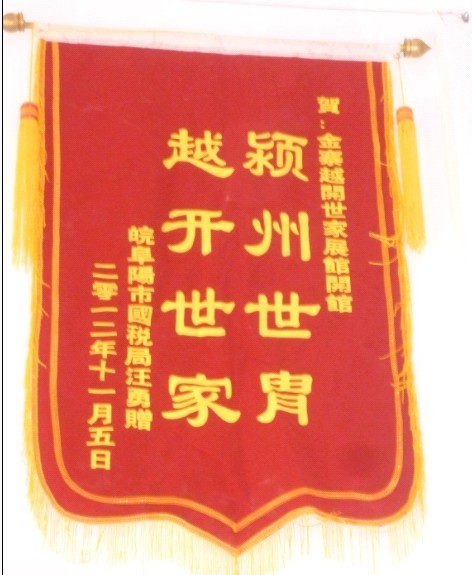 賀：金寨越開世家展館開館
颍州世胄
越开世家
皖阜陽市國税局汪勇贈
二零一二年十一月五日